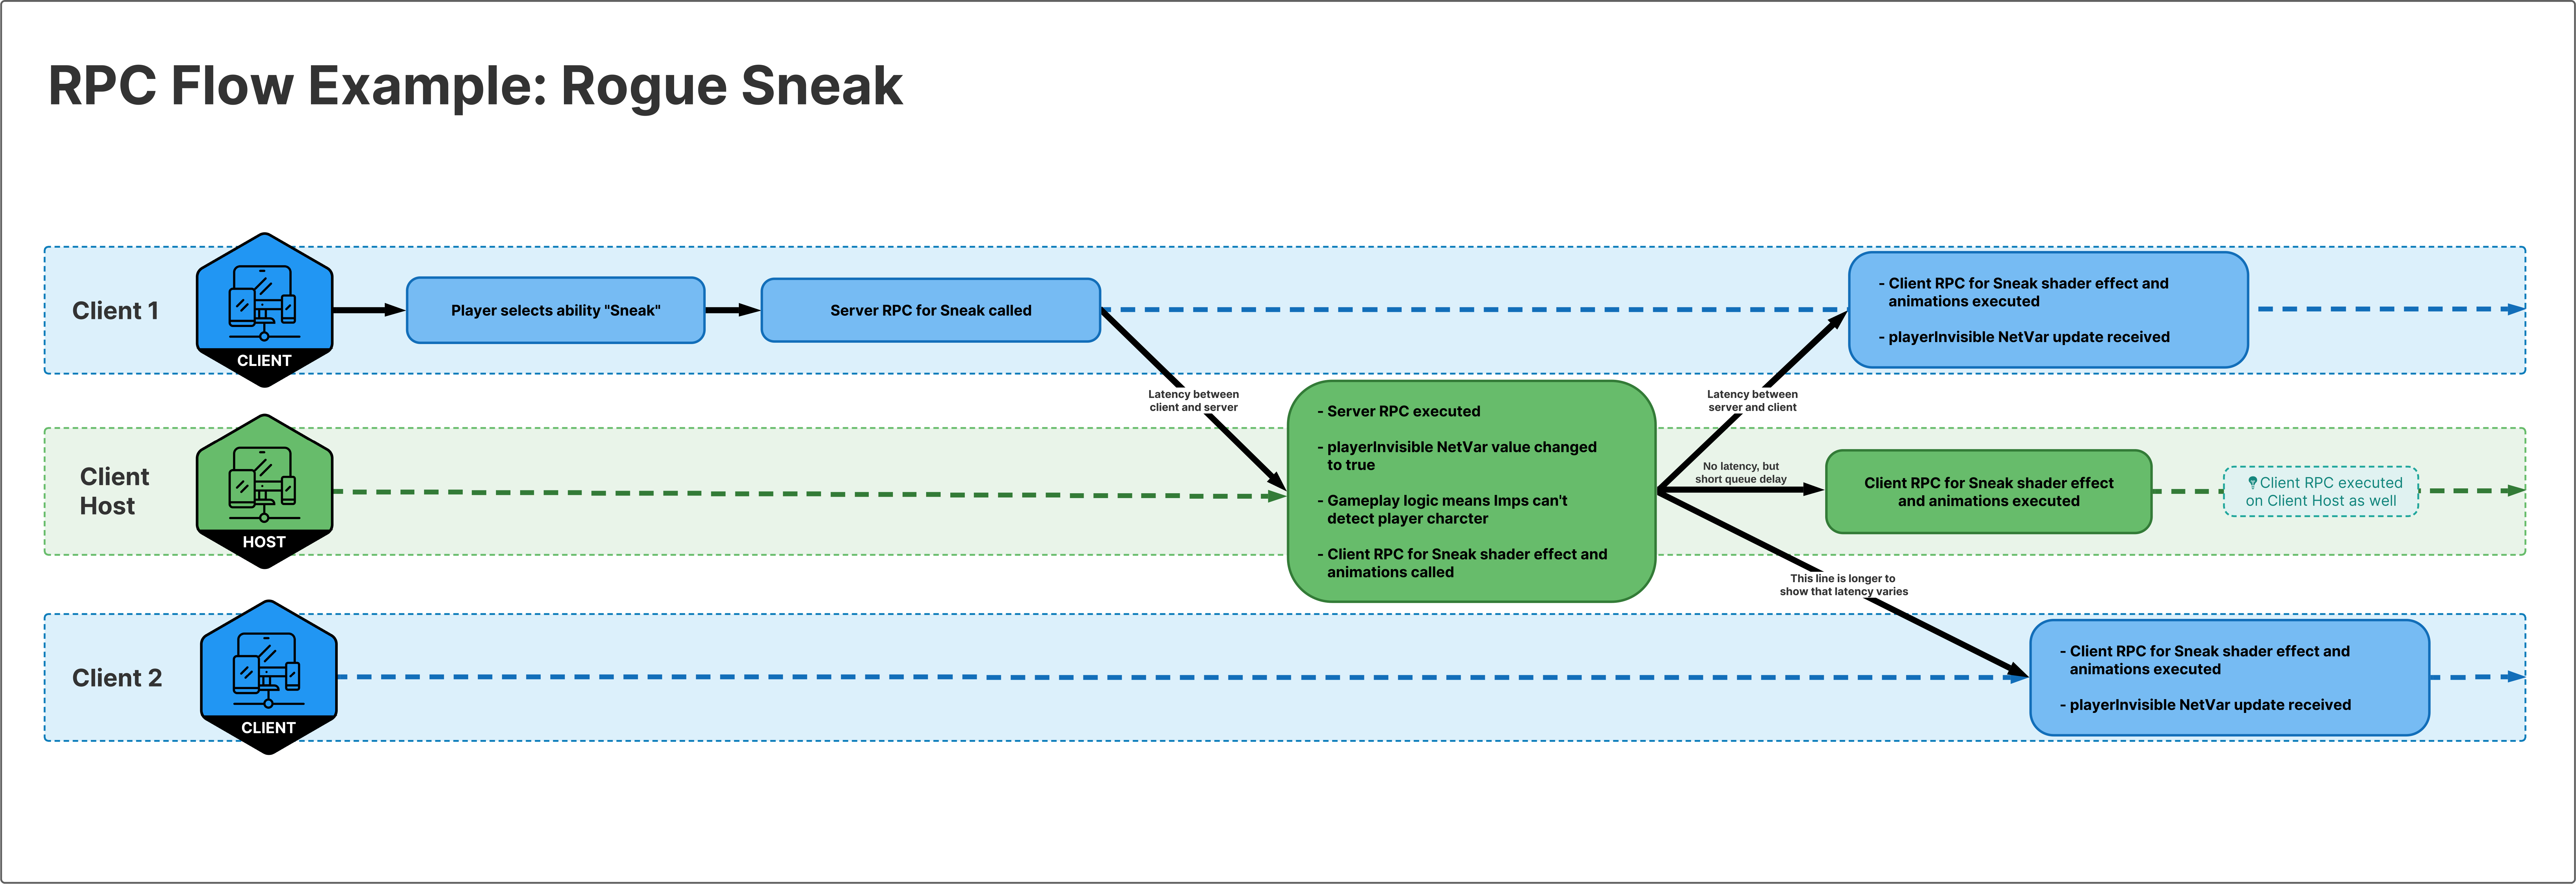 RPC Flow Example: Rogue Sneak
Client 1
CLIENT
Player selects ability "Sneak"
Server RPC for Sneak called
- Client RPC for Sneak shader effect and
animations executed
- playerInvisible NetVar update received
Latency between
client and server
Latency between
server and client
Client
Host
HOST
- Server RPC executed
- playerInvisible NetVar value changed
to true
- Gameplay logic means Imps can't
detect player charcter
- Client RPC for Sneak shader effect and
animations called
No latency, but
short queue delay
Client RPC for Sneak shader effect
and animations executed
Client RPC executed
on Client Host as well
This line is longer to
show that latency varies
Client 2
CLIENT
- Client RPC for Sneak shader effect and
animations executed
- playerInvisible NetVar update received